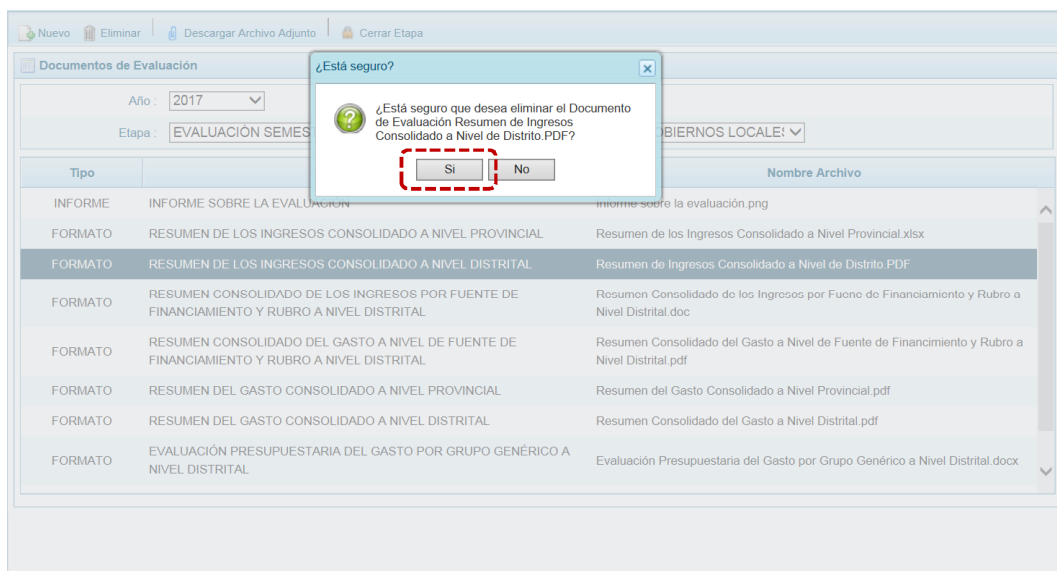 Nuevo Eliminar Descargar Archivo Adjunto Cerrar Etapa
Documentos de Evaluación
¿Está seguro?
¿Está seguro que desea eliminar el Documento
de Evaluación Resumen de Ingresos
Consolidado a Nivel de Distrito.PDF?
Si No
Año : 2017
Etapa : EVALUACIÓN
Tipo Nombre Archivo
INFORME INFORME SOBRE LA EVALUACIÓN Informe sobre la evaluación.png
FORMATO RESUMEN DE LOS INGRESOS CONSOLIDADO A NIVEL PROVINCIAL Resumen de los Ingresos Consolidado a Nivel Provincial.xlsx
FORMATO RESUMEN DE LOS INGRESOS CONSOLIDADO A NIVEL DISTRITAL Resumen de Ingresos Consolidado a Nivel de Distrito.PDF
FORMATO RESUMEN CONSOLIDADO DE LOS INGRESOS POR FUENTE DE Resumen Consolidado de los Ingresos por Fuene de Financiamiento y Rubro a
FINANCIAMIENTO Y RUBRO A NIVEL DISTRITAL Nivel Distrital.doc
FORMATO RESUMEN CONSOLIDADO DEL GASTO A NIVEL DE FUENTE DE Resumen Consolidado del Gasto a Nivel de Fuente de Financimiento y Rubro a
FINANCIAMIENTO Y RUBRO A NIVEL DISTRITAL Nivel Distrital.pdf
FORMATO RESUMEN DEL GASTO CONSOLIDADO A NIVEL PROVINCIAL Resumen del Gasto Consolidado a Nivel Provincial.pdf
FORMATO RESUMEN DEL GASTO CONSOLIDADO A NIVEL DISTRITAL Resumen Consolidado del Gasto a Nivel Distrital.pdf
FORMATO EVALUACIÓN PRESUPUESTARIA DEL GASTO POR GRUPO GENÉRICO A Evaluación Presupuestaria del Gasto por Grupo Genérico a Nivel Distrital.docx
NIVEL DISTRITAL